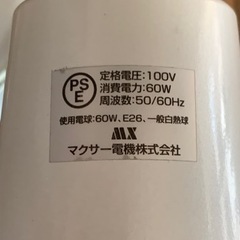 PS
E
定格電圧:100V
消費電力:60W
周波数:50/60Hz
使用電球:60W、E26、一般白熱球
MX
マクサー電機株式会社